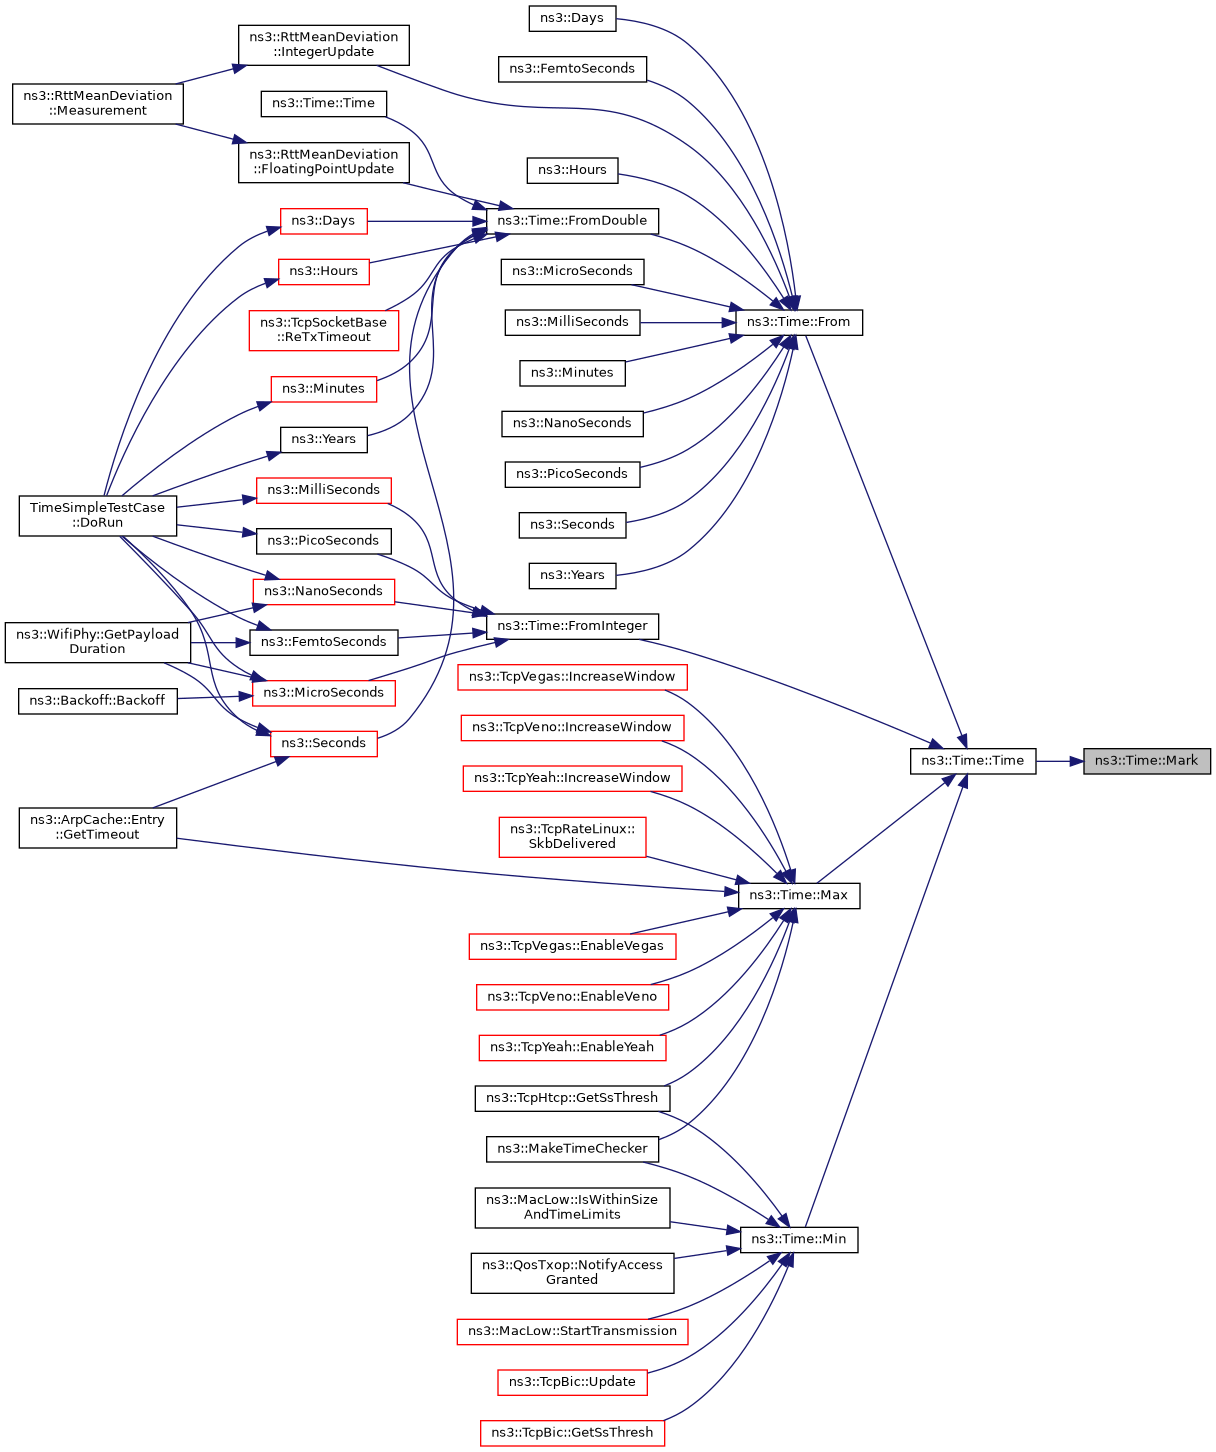 ns3::Days
ns3::RttMeanDeviation
::IntegerUpdate
ns3::FemtoSeconds
ns3::RttMeanDeviation
::Measurement
ns3::Time::Time
ns3::RttMeanDeviation
::FloatingPointUpdate
ns3::Hours
ns3::Days
ns3::Time::FromDouble
ns3::Hours
ns3::MicroSeconds
ns3::TcpSocketBase
::ReTxTimeout
ns3::MilliSeconds
ns3::Time::From
ns3::Minutes
ns3::Minutes
ns3::Years
ns3::NanoSeconds
ns3::MilliSeconds
ns3::PicoSeconds
TimeSimpleTestCase
::DoRun
ns3::PicoSeconds
ns3::Seconds
ns3::NanoSeconds
ns3::Years
ns3::WifiPhy::GetPayload
Duration
ns3::FemtoSeconds
ns3::Time::FromInteger
ns3::Backoff::Backoff
ns3::MicroSeconds
ns3::TcpVegas::IncreaseWindow
ns3::Seconds
ns3::TcpVeno::IncreaseWindow
ns3::TcpYeah::IncreaseWindow
ns3::Time::Time
ns3::Time::Mark
ns3::ArpCache::Entry
::GetTimeout
ns3::TcpRateLinux::
SkbDelivered
ns3::Time::Max
ns3::TcpVegas::EnableVegas
ns3::TcpVeno::EnableVeno
ns3::TcpYeah::EnableYeah
ns3::TcpHtcp::GetSsThresh
ns3::MakeTimeChecker
ns3::MacLow::IsWithinSize
AndTimeLimits
ns3::Time::Min
ns3::QosTxop::NotifyAccess
Granted
ns3::MacLow::StartTransmission
ns3::TcpBic::Update
ns3::TcpBic::GetSsThresh